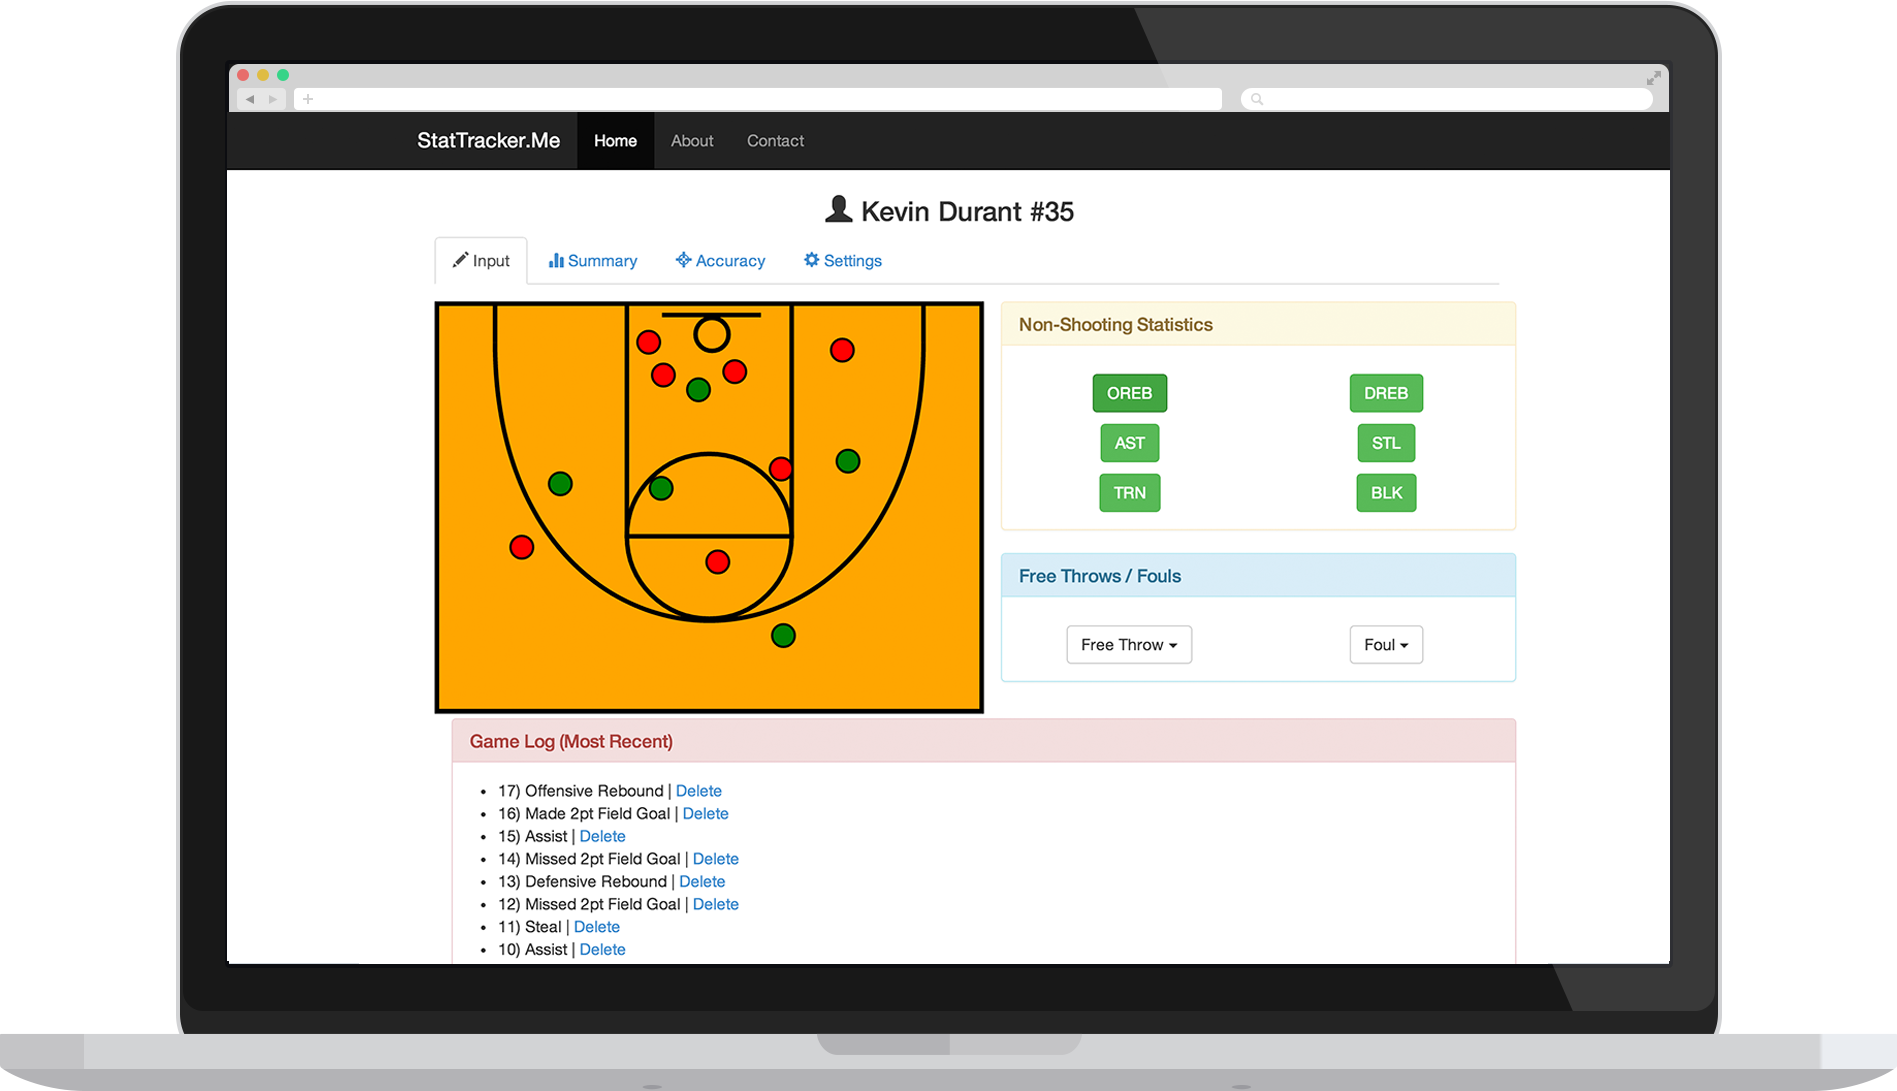 StatTracker.Me Home About Contact
Kevin Durant #35
Input Summary Accuracy Settings
Non-Shooting Statistics
OREB DREB
AST STL
TRN BLK
Free Throws / Fouls
Free Throw Foul
Game Log (Most Recent)
• 17) Offensive Rebound | Delete
• 16) Made 2pt Field Goal | Delete
• 15) Assist | Delete
• 14) Missed 2pt Field Goal | Delete
• 13) Defensive Rebound | Delete
• 12) Missed 2pt Field Goal | Delete
• 11) Steal | Delete
• 10) Assist | Delete